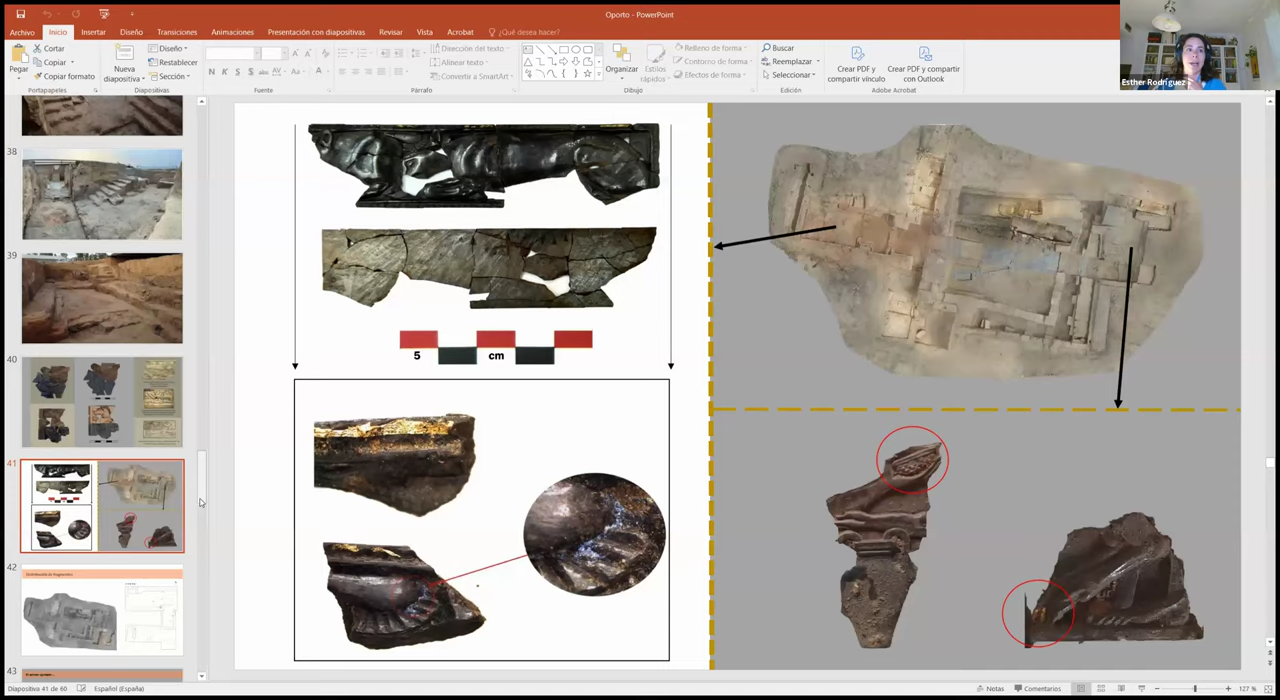 Oporto - PowerPoint
Archivo Inicio Insertar Diseño Transiciones Animaciones Presentación con diapositivas Revisar Vista Acrobat ¿Qué desea hacer?
Pegar
Cortar
Copiar
Copiar formato
Portapapeles
Nueva
diapositiva
Diseño
Restablecer
Sección
Diapositivas
N K S S abc AV Aa A
Fuente
Dirección del texto
Alinear texto
Convierte a SmartArt
Párrafo
Organizar
Estilos
rápidos
Relleno de forma
Contorno de forma
Efectos de forma
Dibujo
Buscar
Reemplazar
Seleccionar
Edición
Crear PDF y
compartir vínculo
Crear PDF y compartir
con Outlook
Adobe Acrobat
Esther Rodríguez
38
39
40
41
42
43
5 cm
Diapositiva 41 de 60 Español (España) Notas Comentarios 127 %